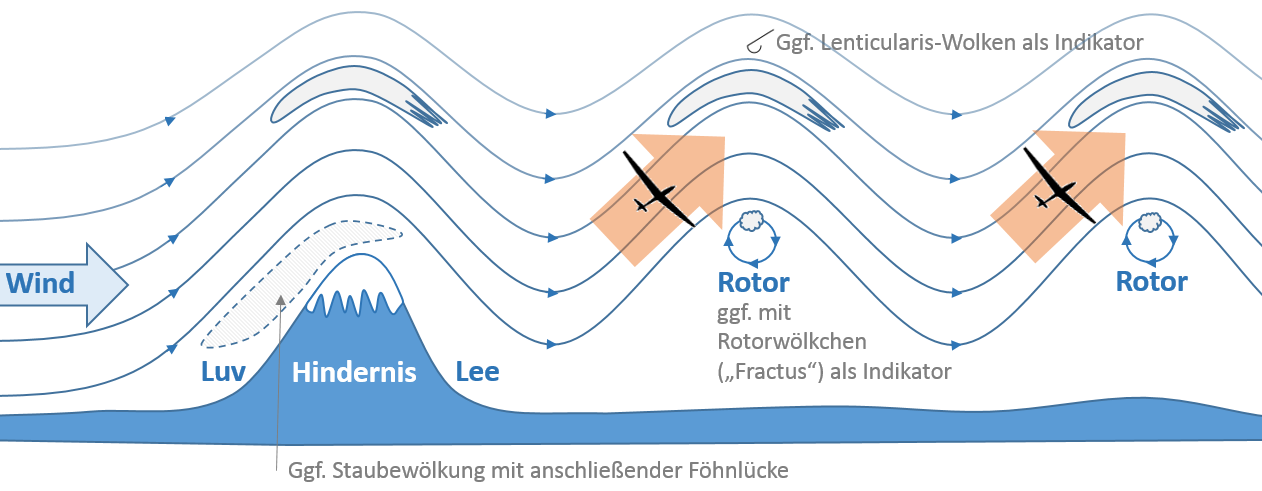 Ggf. Lenticularis-Wolken als Indikator
Wind
Rotor
ggf. mit
Rotorwölkchen
(„Fractus“) als Indikator
Rotor
Luv
Hindernis
Lee
Ggf. Staubewölkung mit anschließender Föhnlücke